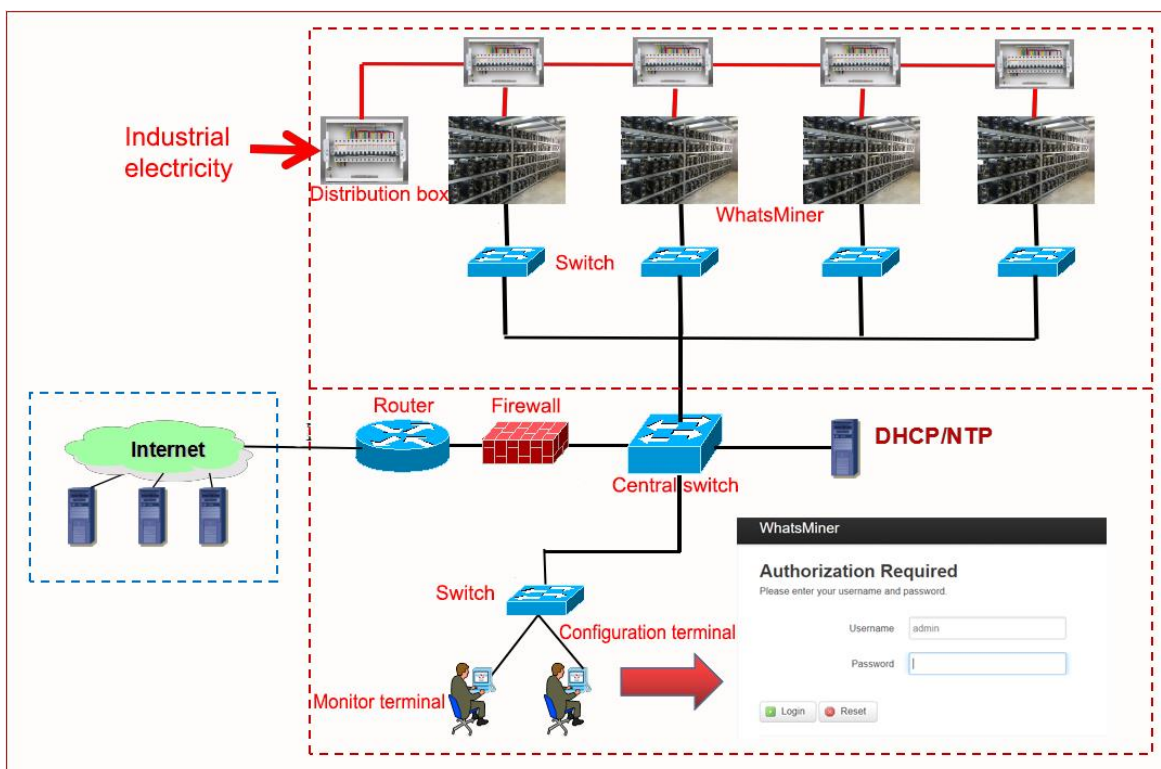 Industrial
electricity
Distribution box
WhatsMiner
Switch
Router
Firewall
DHCP/NTP
Internet
Central switch
WhatsMiner
Authorization Required
Please enter your username and password.
Username
admin
Password
Login
Reset
Switch
Configuration terminal
Monitor terminal